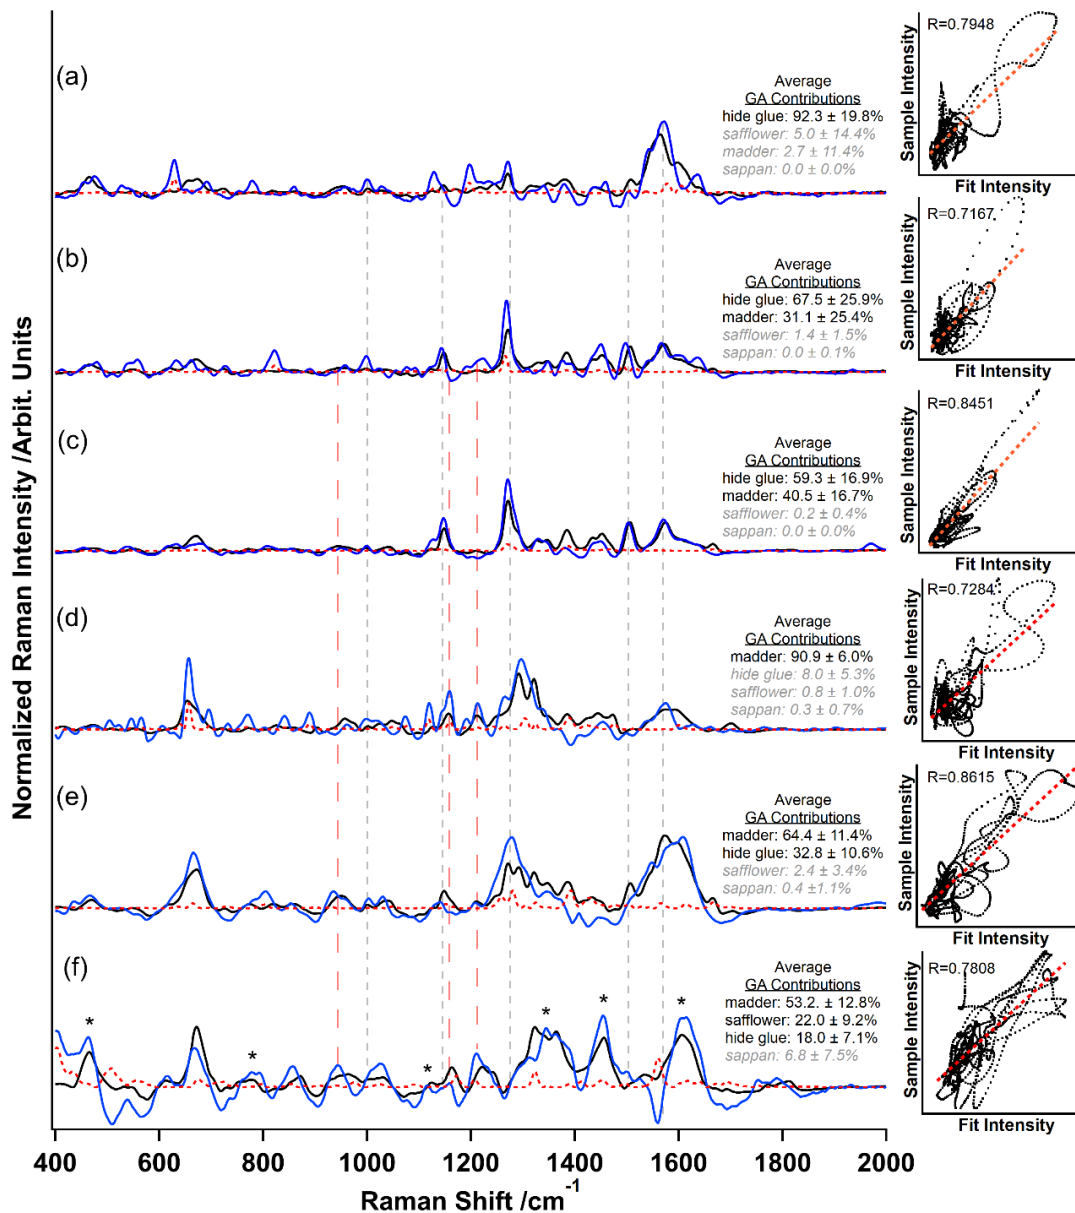 Normalized Raman Intensity /Arbit. Units
(a)
Average
GA Contributions
hide glue: 92.3 ± 19.8%
safflower: 5.0 ± 14.4%
madder: 2.7 ± 11.4%
sappan: 0.0 ± 0.0%
Sample Intensity
R=0.7948
Fit Intensity
(b)
Average
GA Contributions
hide glue: 67.5 ± 25.9%
madder: 31.1 ± 25.4%
safflower: 1.4 ± 1.5%
sappan: 0.0 ± 0.1%
Sample Intensity
R=0.7167
Fit Intensity
(c)
Average
GA Contributions
hide glue: 59.3 ± 16.9%
madder: 40.5 ± 16.7%
safflower: 0.2 ± 0.4%
sappan: 0.0 ± 0.0%
Sample Intensity
R=0.8451
Fit Intensity
(d)
Average
GA Contributions
madder: 90.9 ± 6.0%
hide glue: 8.0 ± 5.3%
safflower: 0.8 ± 1.0%
sappan: 0.3 ± 0.7%
Sample Intensity
R=0.7284
Fit Intensity
(e)
Average
GA Contributions
madder: 64.4 ± 11.4%
hide glue: 32.8 ± 10.6%
safflower: 2.4 ± 3.4%
sappan: 0.4 ±1.1%
Sample Intensity
R=0.8615
Fit Intensity
(f)
Average
GA Contributions
madder: 53.2. ± 12.8%
safflower: 22.0 ± 9.2%
hide glue: 18.0 ± 7.1%
sappan: 6.8 ± 7.5%
* * * * * *
Sample Intensity
R=0.7808
Fit Intensity
400 600 800 1000 1200 1400 1600 1800 2000
Raman Shift /cm⁻¹